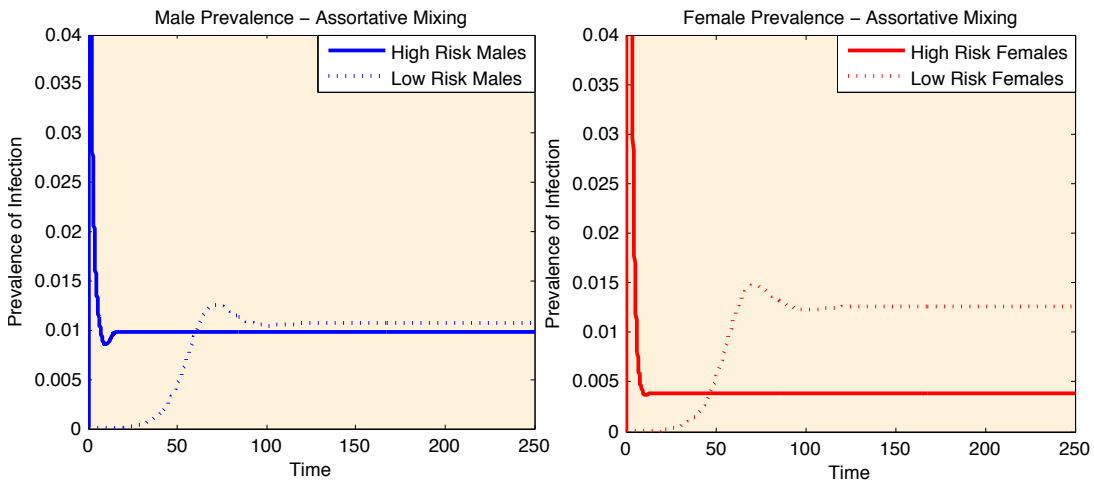 Male Prevalence – Assortative Mixing
High Risk Males
Low Risk Males
0.04
0.035
0.03
0.025
0.02
0.015
0.01
0.005
0
Prevalence of Infection
0 50 100 150 200 250
Time
Female Prevalence – Assortative Mixing
High Risk Females
Low Risk Females
0.04
0.035
0.03
0.025
0.02
0.015
0.01
0.005
0
Prevalence of Infection
0 50 100 150 200 250
Time